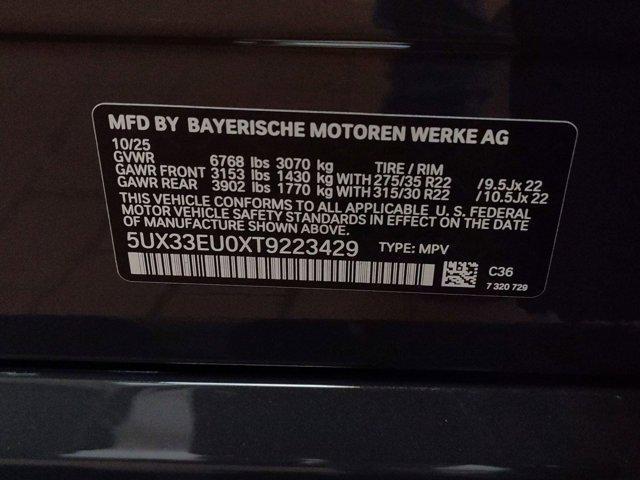 MFD BY BAYERISCHE MOTOREN WERKE AG
10/25
GVWR 6768 lbs 3070 kg TIRE / RIM
GAWR FRONT 3153 lbs 1430 kg WITH 275/35 R22 / 9.5Jx 22
GAWR REAR 3902 lbs 1770 kg WITH 315/30 R22 / 10.5Jx 22
THIS VEHICLE CONFORMS TO ALL APPLICABLE U. S. FEDERAL
MOTOR VEHICLE SAFETY STANDARDS IN EFFECT ON THE DATE
OF MANUFACTURE SHOWN ABOVE.
5UX33EU0XT9223429 TYPE: MPV
C36
7 320 729